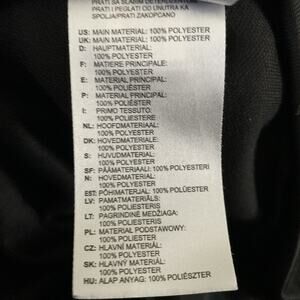 PRATI SA SLIČNIM BOJAMA
PRATI I PEGLATI OD UNUTRA KA
SPOLJA/PRATI ZAKOPČANO
US: MAIN MATERIAL: 100% POLYESTER
UK: MAIN MATERIAL: 100% POLYESTER
D: HAUPTMATERIAL:
100% POLYESTER
F: MATIERE PRINCIPALE:
100% POLYESTER
E: MATERIAL PRINCIPAL:
100% POLIÉSTER
P: MATERIAL PRINCIPAL:
100% POLIÉSTER
I: PRIMO TESSUTO:
100% POLIESTERE
NL: HOOFDMATERIAAL:
100% POLYESTER
DK: HOVEDMATERIALE:
100% POLYESTER
S: HUVUDMATERIAL:
100% POLYESTER
SF: PÄÄMATERIAALI: 100% POLYESTERI
N: HOVEDMATERIAL:
100% POLYESTER
EST: PÕHIMATERJAL: 100% POLÜESTER
LV: PAMATMATERIĀLS:
100% POLIESTERIS
LT: PAGRINDINĖ MEDŽIAGA:
100% POLIESTERIS
PL: MATERIAŁ PODSTAWOWY:
100% POLIESTER
CZ: HLAVNÍ MATERIÁL:
100% POLYESTER
SK: HLAVNÝ MATERIÁL:
100% POLYESTER
HU: ALAP ANYAG: 100% POLIÉSZTER